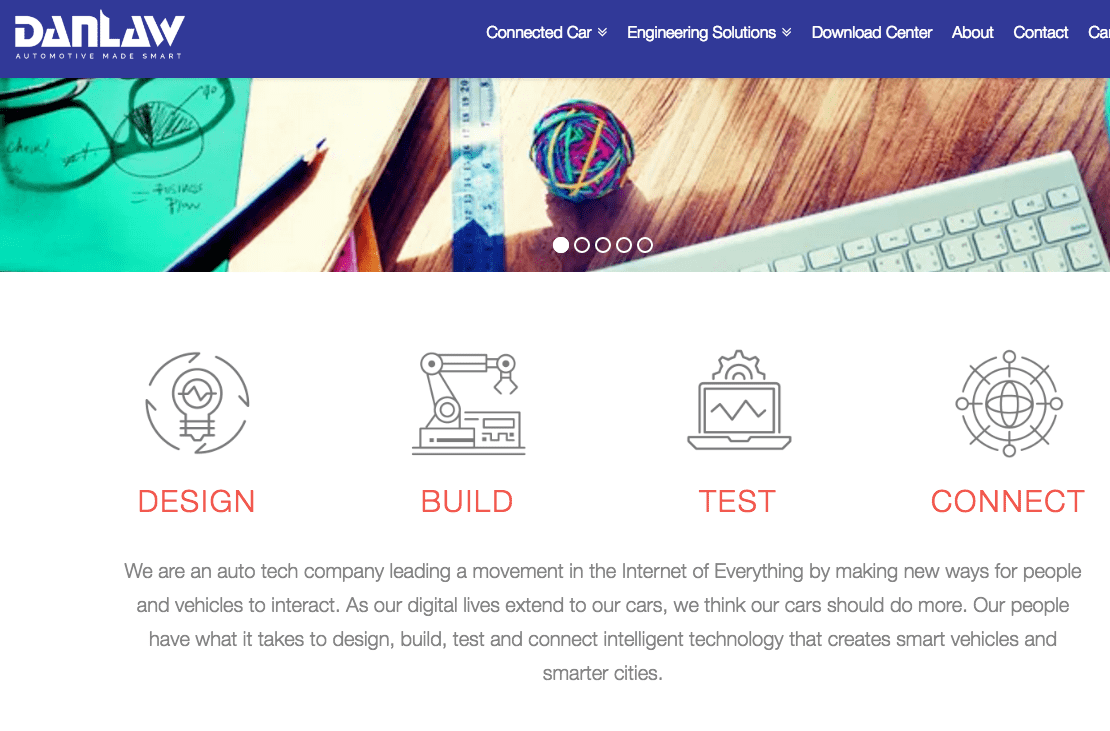 DANLAW
AUTOMOTIVE MADE SMART
Connected Car Engineering Solutions Download Center About Contact Car
= Business
Plan
DESIGN BUILD TEST CONNECT
We are an auto tech company leading a movement in the Internet of Everything by making new ways for people
and vehicles to interact. As our digital lives extend to our cars, we think our cars should do more. Our people
have what it takes to design, build, test and connect intelligent technology that creates smart vehicles and
smarter cities.